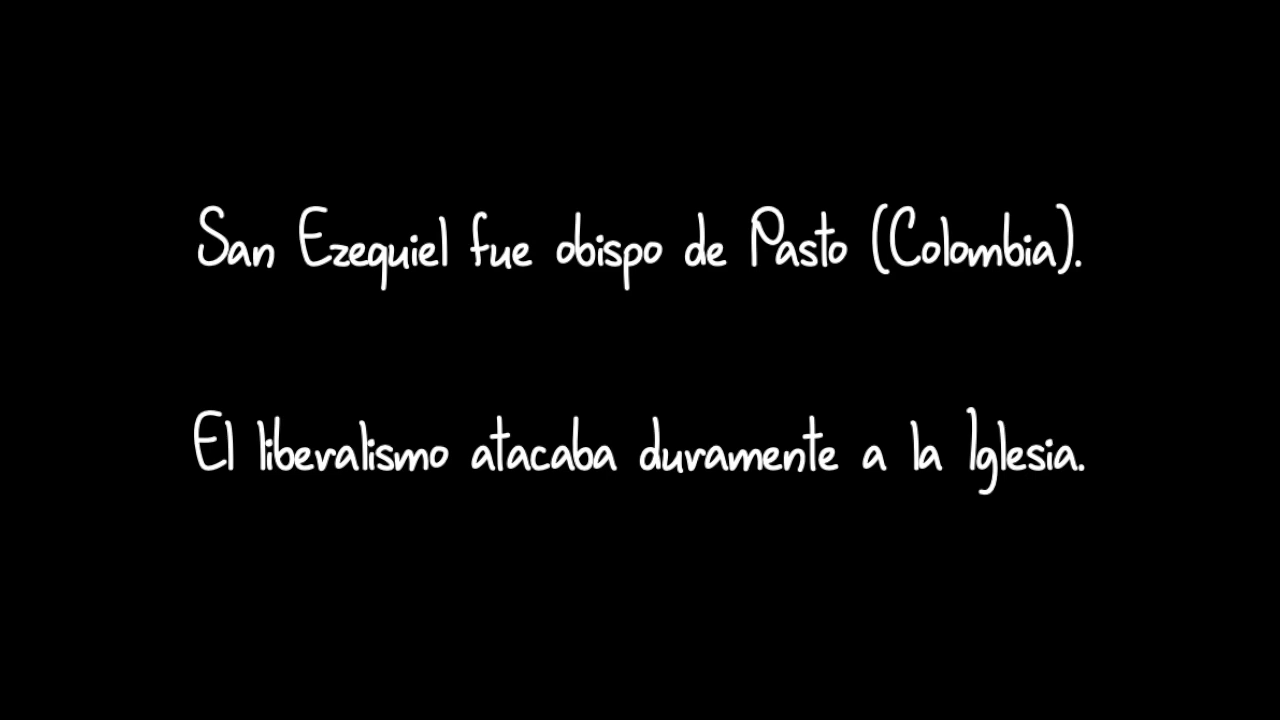 San Ezequiel fue obispo de Pasto (Colombia).
El liberalismo atacaba duramente a la Iglesia.